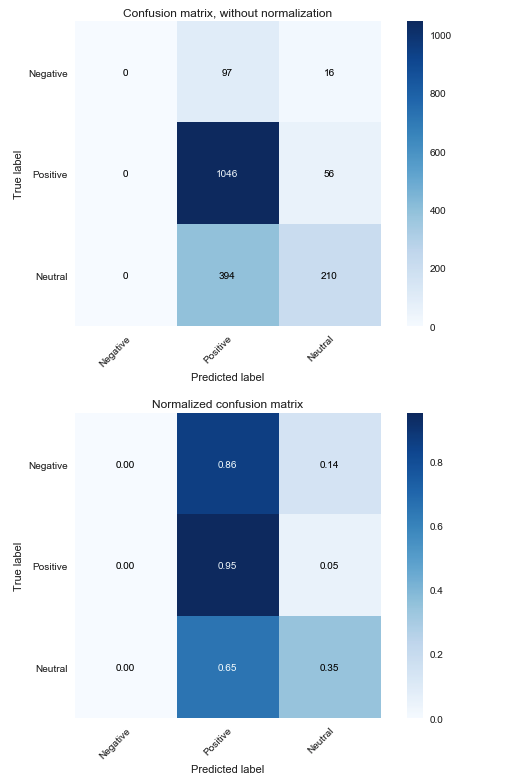 Confusion matrix, without normalization
Negative 0 97 16
Positive 0 1046 56
Neutral 0 394 210
True label
Negative Positive Neutral
Predicted label
1000
800
600
400
200
0
Normalized confusion matrix
Negative 0.00 0.86 0.14
Positive 0.00 0.95 0.05
Neutral 0.00 0.65 0.35
True label
Negative Positive Neutral
Predicted label
0.8
0.6
0.4
0.2
0.0